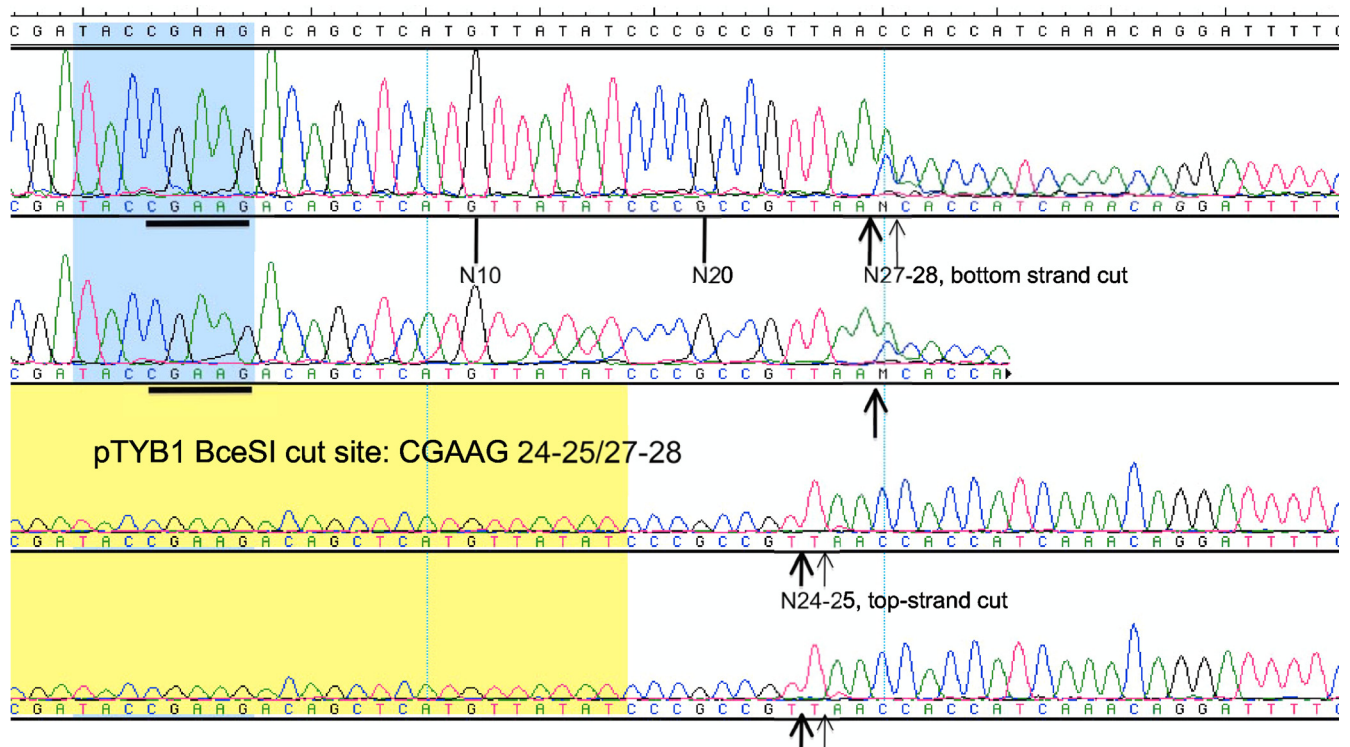 C G A T A C C G A A G A C A G C T C A T G T T A T A T C C C G C C G T T A A C C A C C A T C A A A C A G G A T T T T C
C G A T A C C G A A G A C A G C T C A T G T T A T A T C C C G C C G T T A A N C A C C A T C A A A C A G G A T T T T C
N10 N20 N27-28, bottom strand cut
C G A T A C C G A A G A C A G C T C A T G T T A T A T C C C G C C G T T A A M C A C C A
pTYB1 BceSI cut site: CGAAG 24-25/27-28
C G A T A C C G A A G A C A G C T C A T G T T A T A T C C C G C C G T T A A C C A C C A T C A A A C A G G A T T T T C
N24-25, top-strand cut
C G A T A C C G A A G A C A G C T C A T G T T A T A T C C C G C C G T T A A C C A C C A T C A A A C A G G A T T T T C